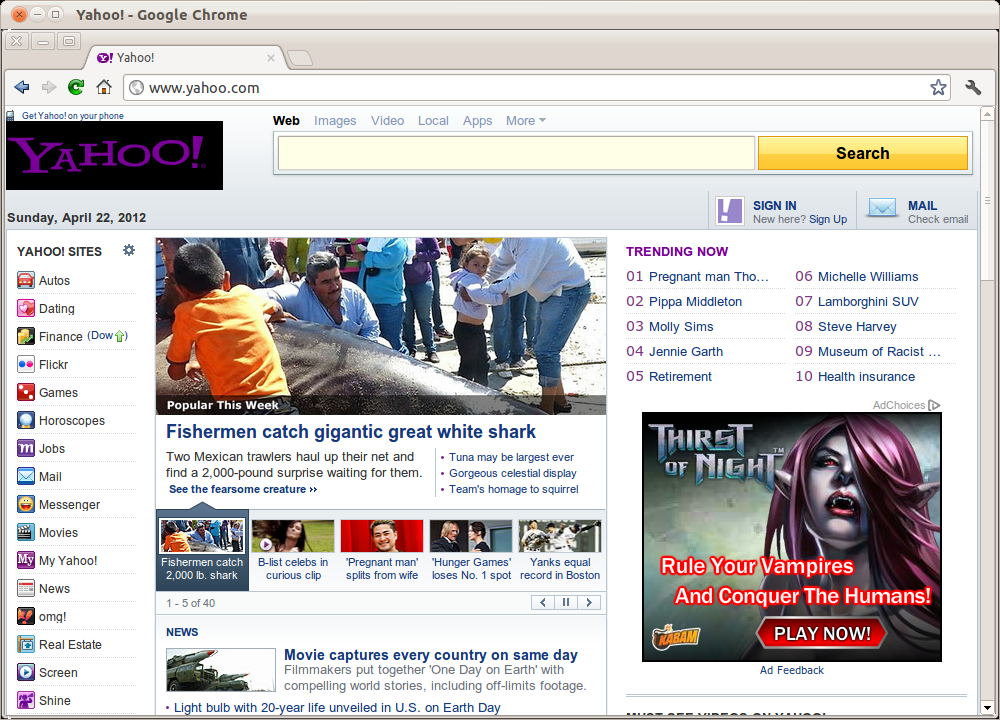 Yahoo! - Google Chrome
Yahoo!
www.yahoo.com
Get Yahoo! on your phone
YAHOO!
Web Images Video Local Apps More
Search
Sunday, April 22, 2012
SIGN IN
New here? Sign Up
MAIL
Check email
YAHOO! SITES
Autos
Dating
Finance (Dow)
Flickr
Games
Horoscopes
Jobs
Mail
Messenger
Movies
My Yahoo!
News
omg!
Real Estate
Screen
Shine
Popular This Week
Fishermen catch gigantic great white shark
Two Mexican trawlers haul up their net and
find a 2,000-pound surprise waiting for them.
See the fearsome creature ››
• Tuna may be largest ever
• Gorgeous celestial display
• Team's homage to squirrel
Fishermen catch
2,000 lb. shark
B-list celebs in
curious clip
'Pregnant man'
splits from wife
'Hunger Games'
loses No. 1 spot
Yanks equal
record in Boston
1 - 5 of 40
NEWS
Movie captures every country on same day
Filmmakers put together 'One Day on Earth' with
compelling world stories, including off-limits footage.
• Light bulb with 20-year life unveiled in U.S. on Earth Day
TRENDING NOW
01 Pregnant man Tho...
02 Pippa Middleton
03 Molly Sims
04 Jennie Garth
05 Retirement
06 Michelle Williams
07 Lamborghini SUV
08 Steve Harvey
09 Museum of Racist ...
10 Health insurance
AdChoices
THIRST
OF NIGHT™
Rule Your Vampires
And Conquer The Humans!
KABAM
PLAY NOW!
Ad Feedback
MUST-SEE VIDEOS ON YAHOO!